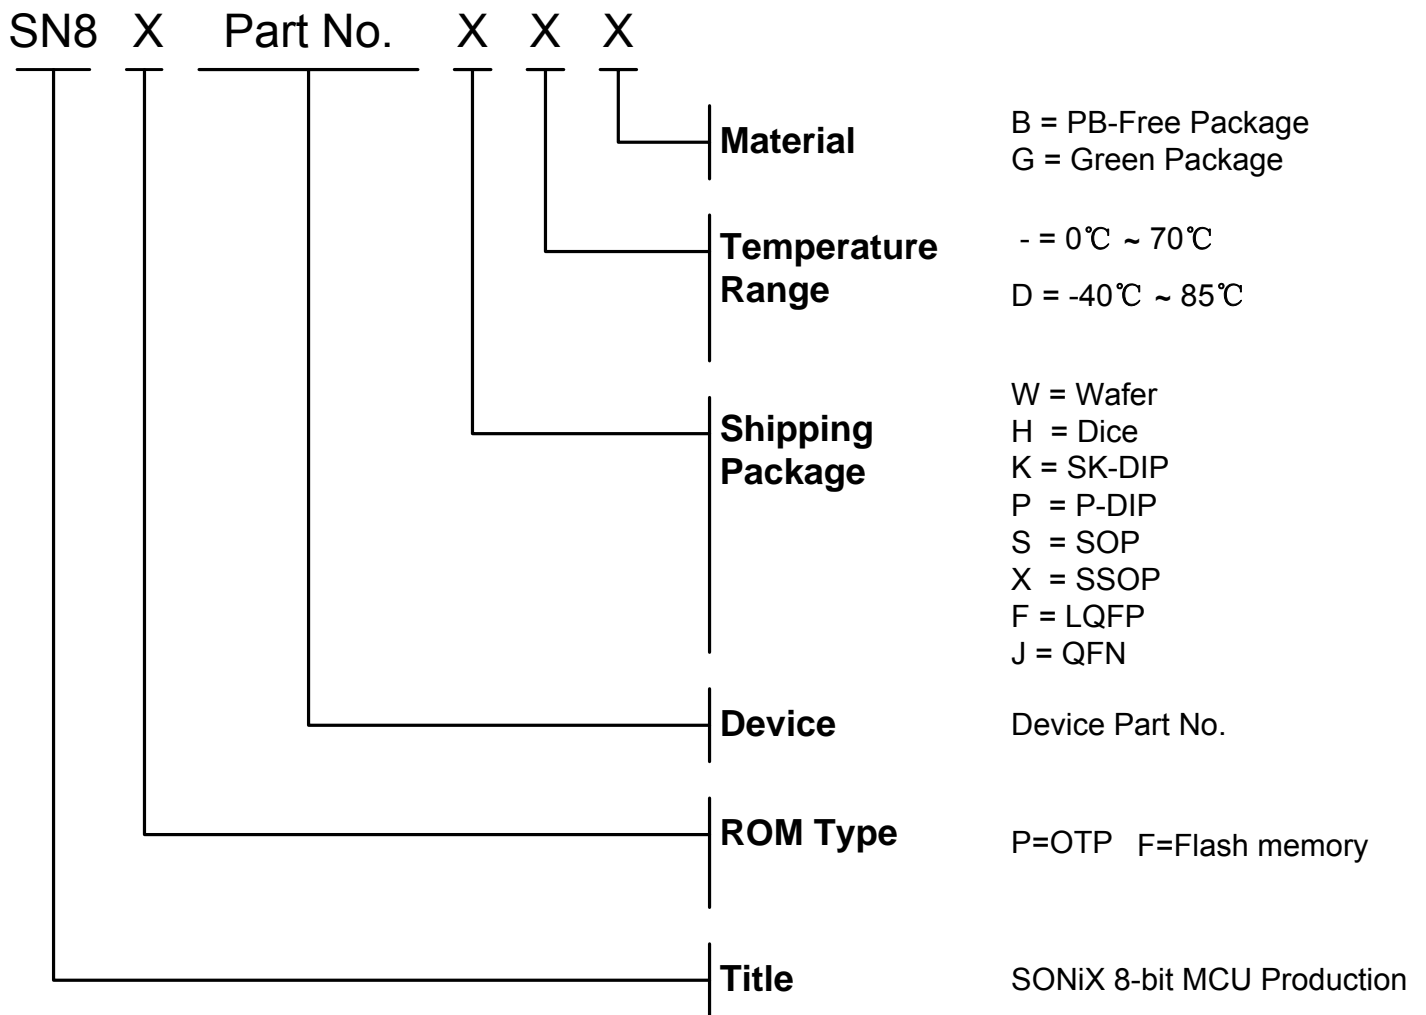 SN8 X Part No. X X X
Material
B = PB-Free Package
G = Green Package
Temperature
Range
- = 0℃ ~ 70℃
D = -40℃ ~ 85℃
Shipping
Package
W = Wafer
H = Dice
K = SK-DIP
P = P-DIP
S = SOP
X = SSOP
F = LQFP
J = QFN
Device
Device Part No.
ROM Type
P=OTP F=Flash memory
Title
SONiX 8-bit MCU Production